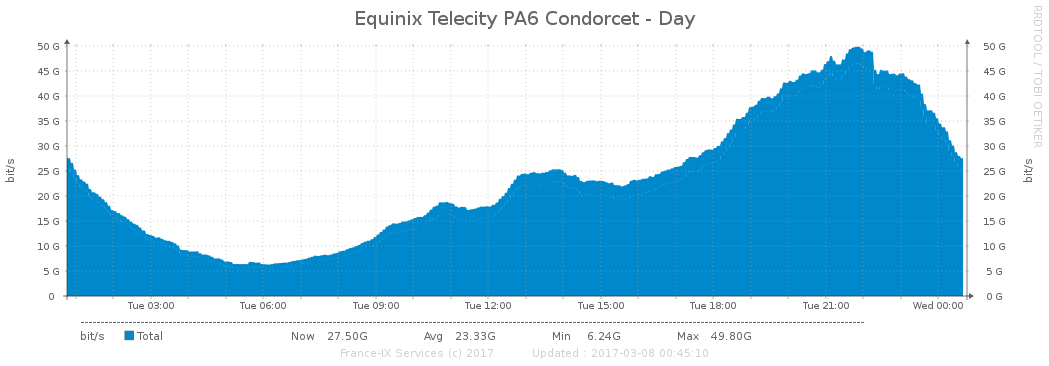 Equinix Telecity PA6 Condorcet - Day
RRDTOOL / TOBI OETIKER
bit/s
50 G
45 G
40 G
35 G
30 G
25 G
20 G
15 G
10 G
5 G
0
50 G
45 G
40 G
35 G
30 G
25 G
20 G
15 G
10 G
5 G
0 G
bit/s
Tue 03:00 Tue 06:00 Tue 09:00 Tue 12:00 Tue 15:00 Tue 18:00 Tue 21:00 Wed 00:00
bit/s Total Now 27.50G Avg 23.33G Min 6.24G Max 49.80G
France-IX Services (c) 2017 Updated : 2017-03-08 00:45:10